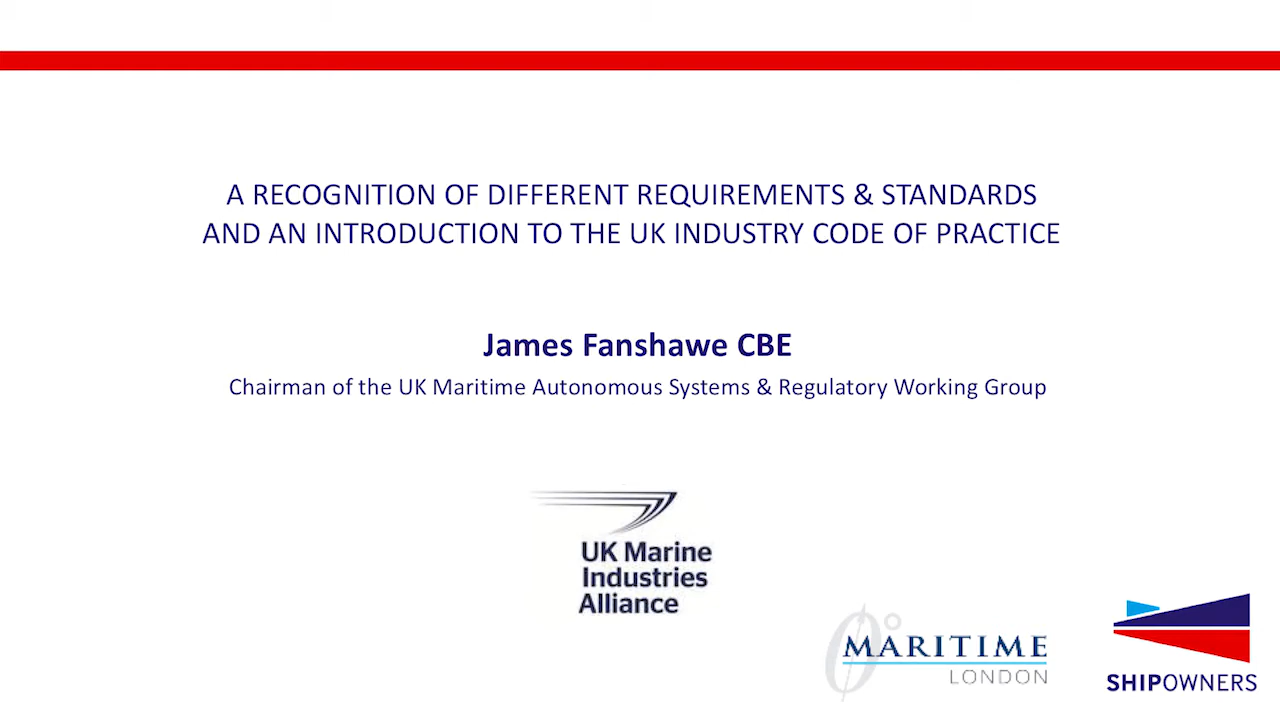 A RECOGNITION OF DIFFERENT REQUIREMENTS & STANDARDS
AND AN INTRODUCTION TO THE UK INDUSTRY CODE OF PRACTICE
James Fanshawe CBE
Chairman of the UK Maritime Autonomous Systems & Regulatory Working Group
UK Marine
Industries
Alliance
0°
MARITIME
LONDON
SHIPOWNERS